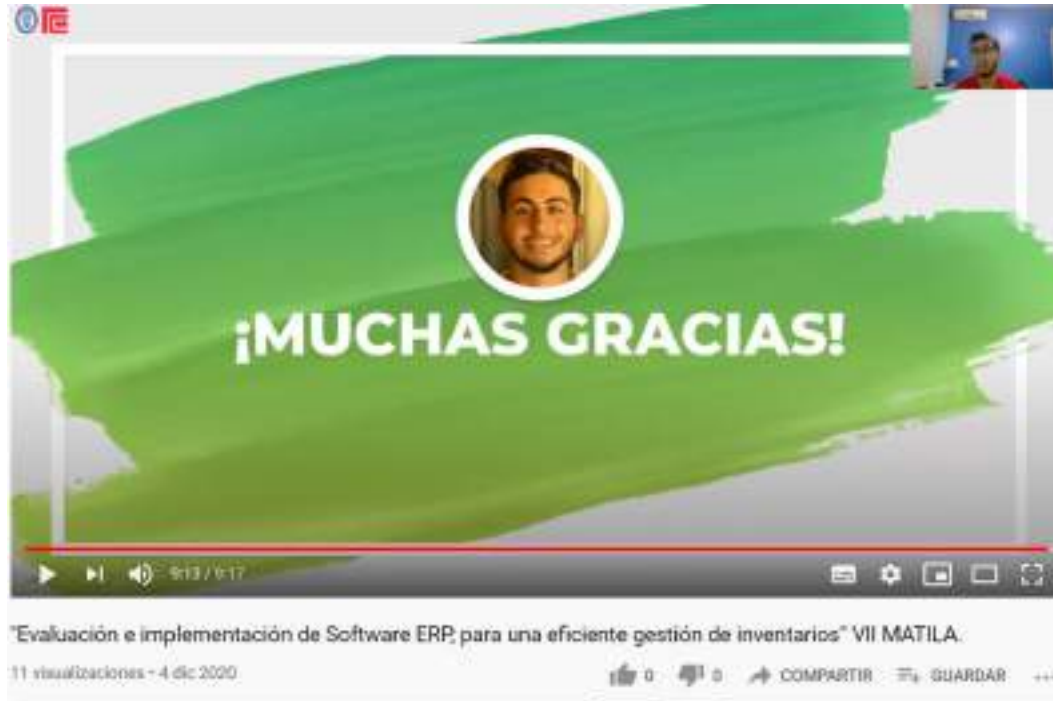 ¡MUCHAS GRACIAS!
9:13 / 9:17
"Evaluación e implementación de Software ERP, para una eficiente gestión de inventarios" VII MATILA.
11 visualizaciones • 4 dic 2020
0
0
COMPARTIR
GUARDAR